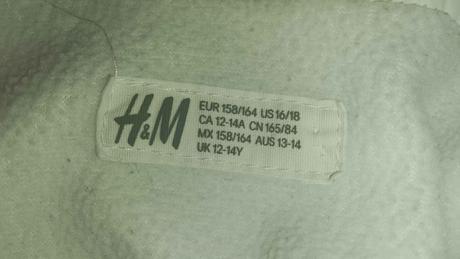 H&M
EUR 158/164 US 16/18
CA 12-14A CN 165/84
MX 158/164 AUS 13-14
UK 12-14Y